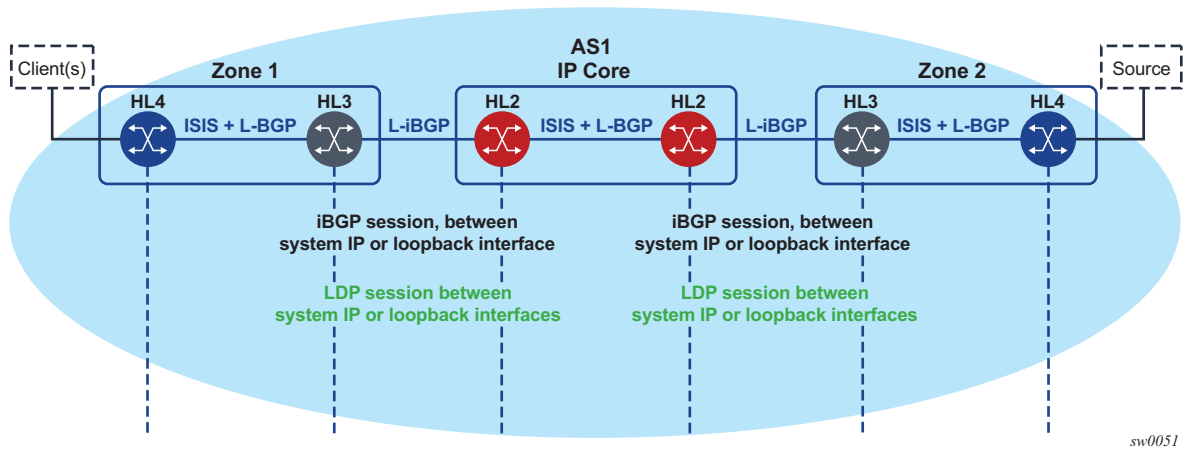 AS1
IP Core
Client(s)
Zone 1
Zone 2
Source
HL4
HL3
HL2
HL2
HL3
HL4
ISIS + L-BGP
L-iBGP
ISIS + L-BGP
L-iBGP
ISIS + L-BGP
iBGP session, between
system IP or loopback interface
iBGP session, between
system IP or loopback interface
LDP session between
system IP or loopback interfaces
LDP session between
system IP or loopback interfaces
sw0051